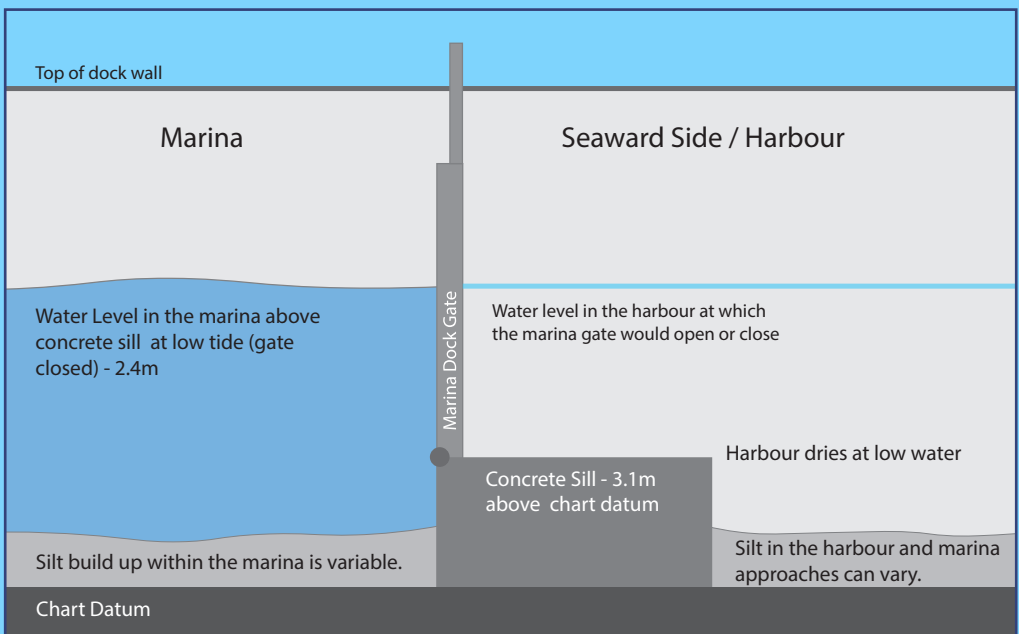 Top of dock wall
Marina
Seaward Side / Harbour
Water Level in the marina above
concrete sill at low tide (gate
closed) - 2.4m
Marina Dock Gate
Water level in the harbour at which
the marina gate would open or close
Harbour dries at low water
Concrete Sill - 3.1m
above chart datum
Silt build up within the marina is variable.
Silt in the harbour and marina
approaches can vary.
Chart Datum